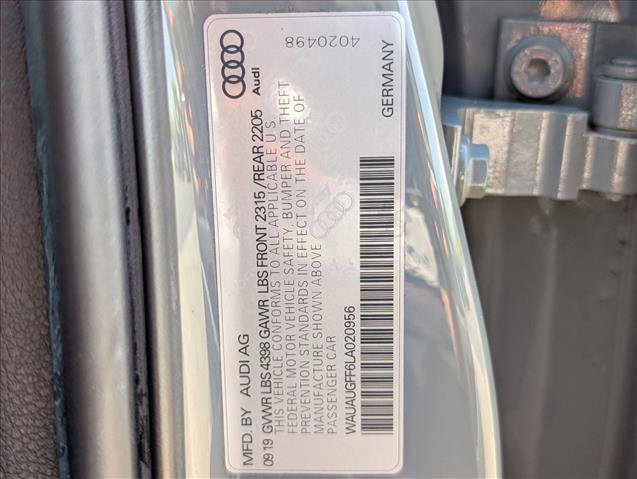 MFD. BY AUDI AG
09 19 GVWR LBS 4398 GAWR LBS FRONT 2315 / REAR 2205
THIS VEHICLE CONFORMS TO ALL APPLICABLE U.S.
FEDERAL MOTOR VEHICLE SAFETY, BUMPER AND THEFT
PREVENTION STANDARDS IN EFFECT ON THE DATE OF
MANUFACTURE SHOWN ABOVE
PASSENGER CAR
WAUAUGFF6LA020956
Audi
4020498
GERMANY